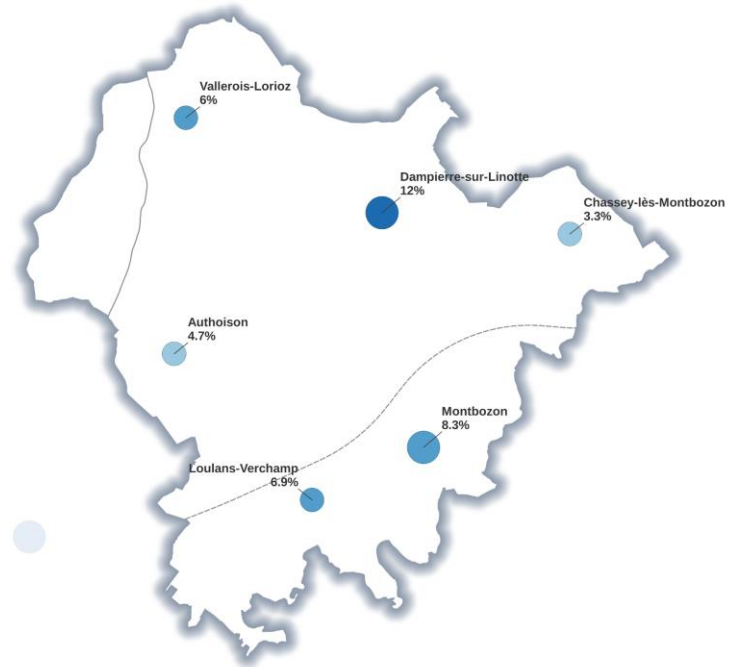 Vallerois-Lorioz
6%
Dampierre-sur-Linotte
12%
Chassey-lès-Montbozon
3.3%
Authoison
4.7%
Montbozon
8.3%
Loulans-Verchamp
6.9%